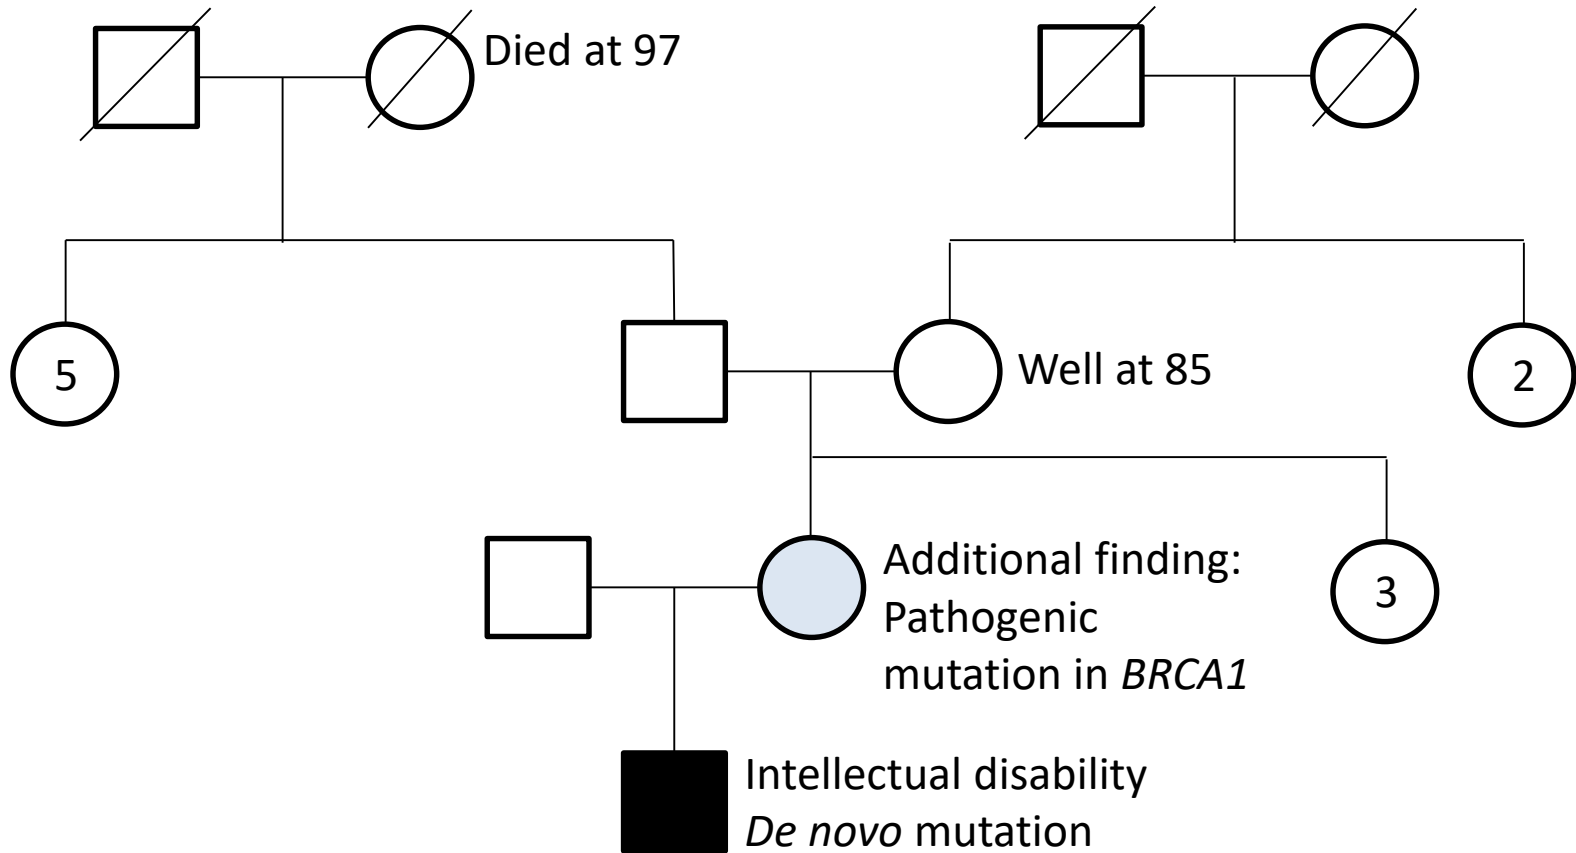 Died at 97
5
Well at 85
2
Additional finding:
Pathogenic
mutation in BRCA1
3
Intellectual disability
De novo mutation